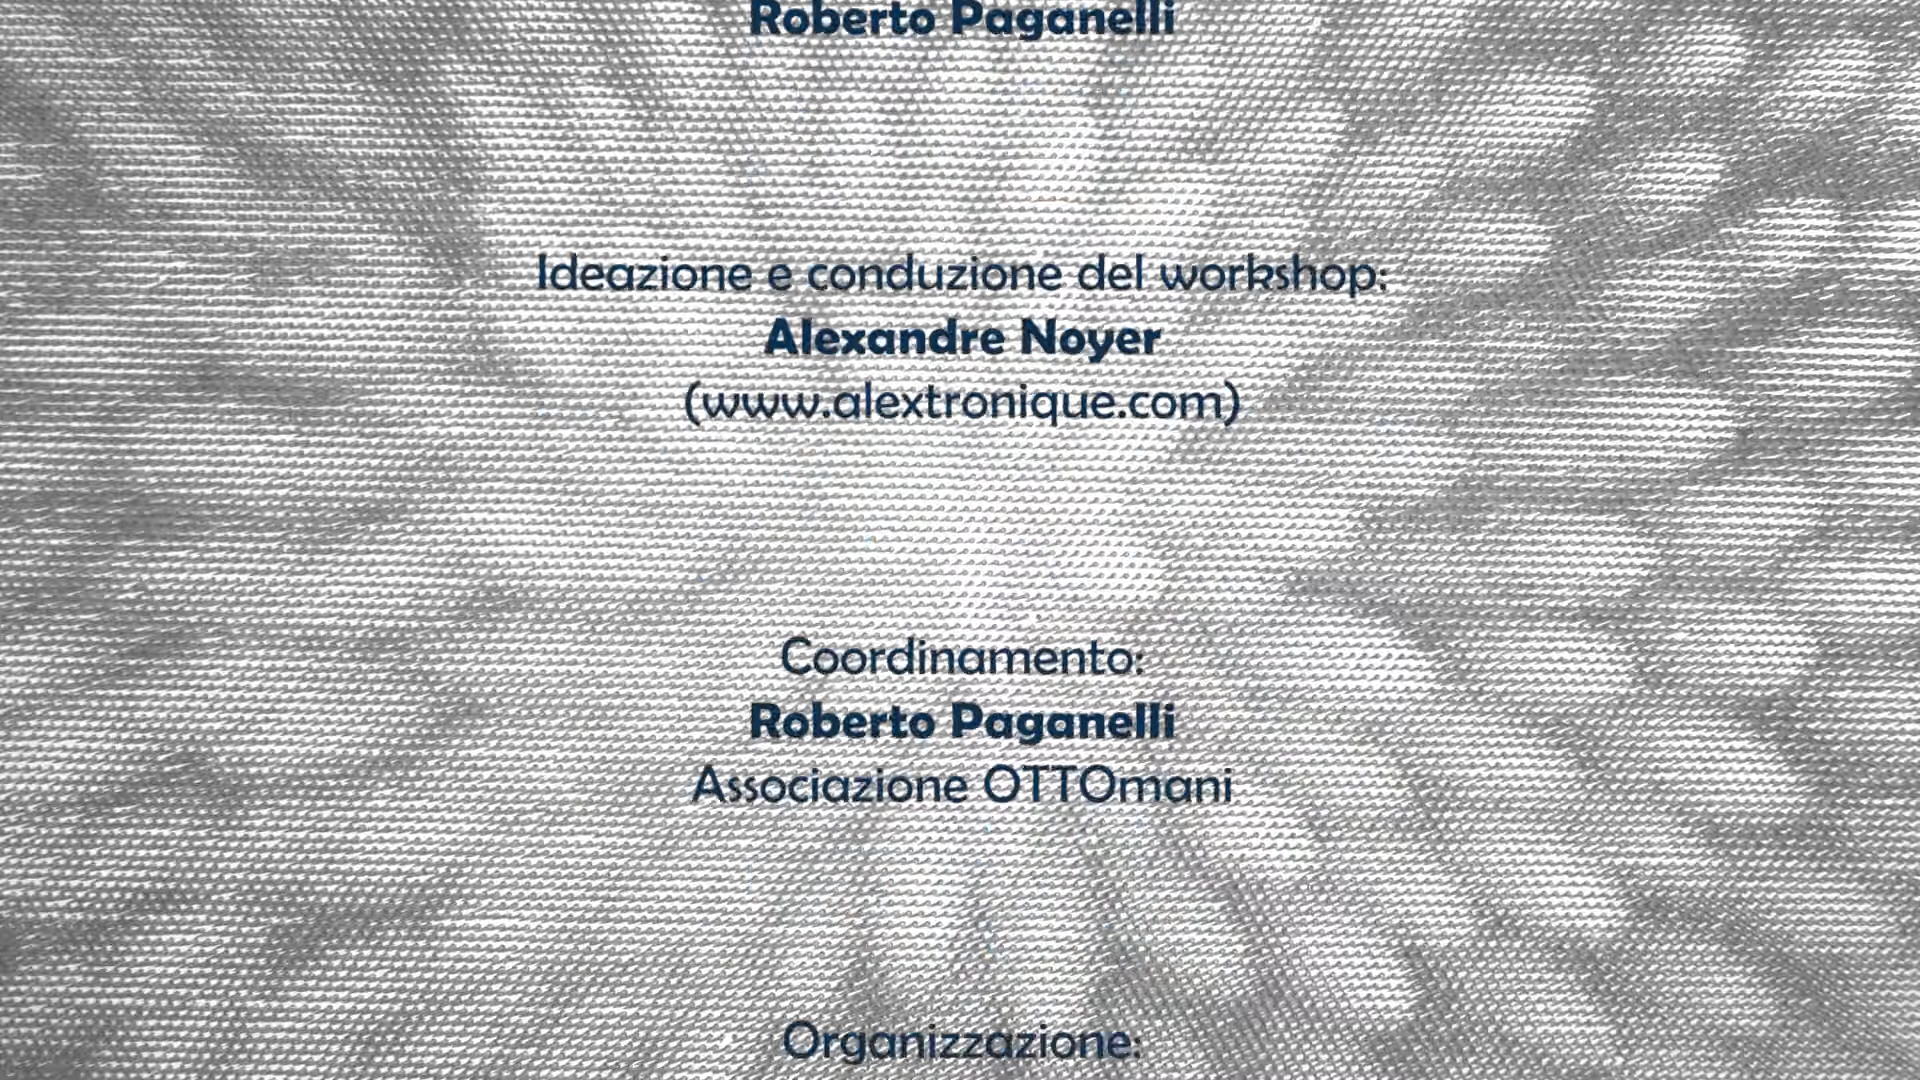 Roberto Paganelli
Ideazione e conduzione del workshop:
Alexandre Noyer
(www.alextronique.com)
Coordinamento:
Roberto Paganelli
Associazione OTTOmani
Organizzazione: